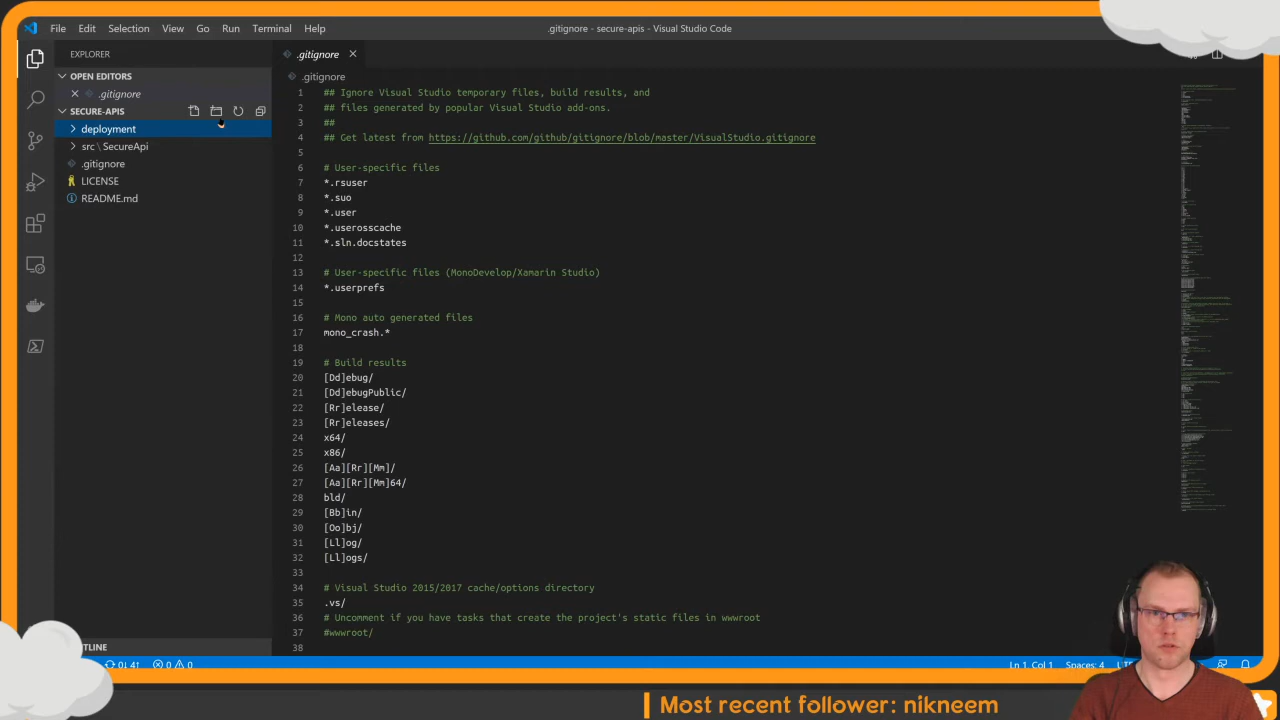 File Edit Selection View Go Run Terminal Help
.gitignore - secure-apis - Visual Studio Code
EXPLORER
OPEN EDITORS
.gitignore
SECURE-APIS
deployment
src \ SecureApi
.gitignore
LICENSE
README.md
.gitignore
.gitignore
1 ## Ignore Visual Studio temporary files, build results, and
2 ## files generated by popular Visual Studio add-ons.
3 ##
4 ## Get latest from https://github.com/github/gitignore/blob/master/VisualStudio.gitignore
5
6 # User-specific files
7 *.rsuser
8 *.suo
9 *.user
10 *.userosscache
11 *.sln.docstates
12
13 # User-specific files (MonoDevelop/Xamarin Studio)
14 *.userprefs
15
16 # Mono auto generated files
17 mono_crash.*
18
19 # Build results
20 [Dd]ebug/
21 [Dd]ebugPublic/
22 [Rr]elease/
23 [Rr]eleases/
24 x64/
25 x86/
26 [Aa][Rr][Mm]/
27 [Aa][Rr][Mm]64/
28 bld/
29 [Bb]in/
30 [Oo]bj/
31 [Ll]og/
32 [Ll]ogs/
33
34 # Visual Studio 2015/2017 cache/options directory
35 .vs/
36 # Uncomment if you have tasks that create the project's static files in wwwroot
37 #wwwroot/
38
TLINE
0↓ 4↑ 0 0
Ln 1, Col 1 Spaces: 4
Most recent follower: nikneem